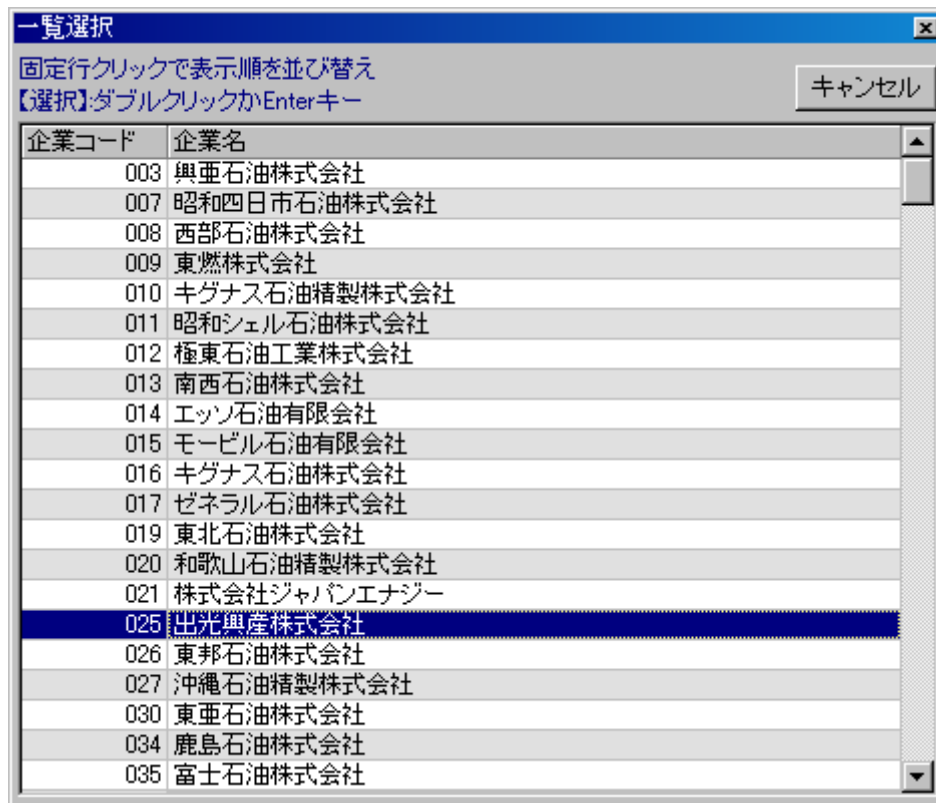 一覧選択
固定行クリックで表示順を並び替え
【選択】:ダブルクリックかEnterキー
キャンセル
企業コード 企業名
003 興亜石油株式会社
007 昭和四日市石油株式会社
008 西部石油株式会社
009 東燃株式会社
010 キグナス石油精製株式会社
011 昭和シェル石油株式会社
012 極東石油工業株式会社
013 南西石油株式会社
014 エッソ石油有限会社
015 モービル石油有限会社
016 キグナス石油株式会社
017 ゼネラル石油株式会社
019 東北石油株式会社
020 和歌山石油精製株式会社
021 株式会社ジャパンエナジー
025 出光興産株式会社
026 東邦石油株式会社
027 沖縄石油精製株式会社
030 東亜石油株式会社
034 鹿島石油株式会社
035 富士石油株式会社